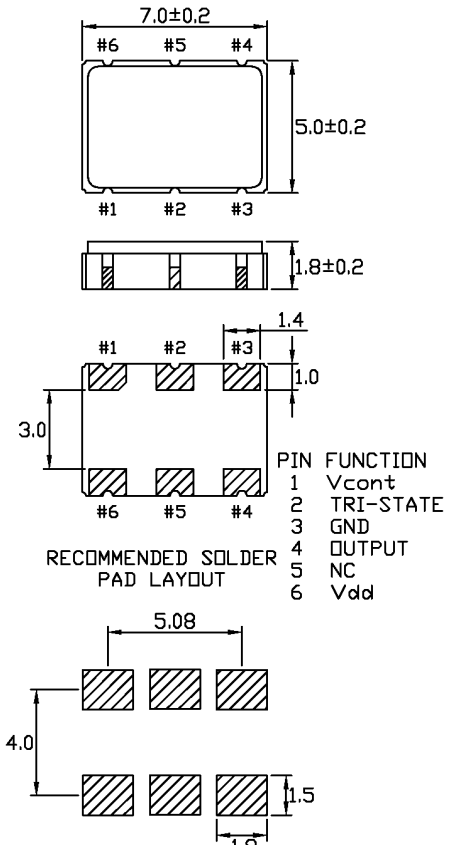 7.0±0.2
#6 #5 #4
5.0±0.2
#1 #2 #3
1.8±0.2
1.4
#1 #2 #3
1.0
3.0
#6 #5 #4
PIN FUNCTION
1 Vcont
2 TRI-STATE
3 GND
4 OUTPUT
5 NC
6 Vdd
RECOMMENDED SOLDER
PAD LAYOUT
5.08
4.0
1.5